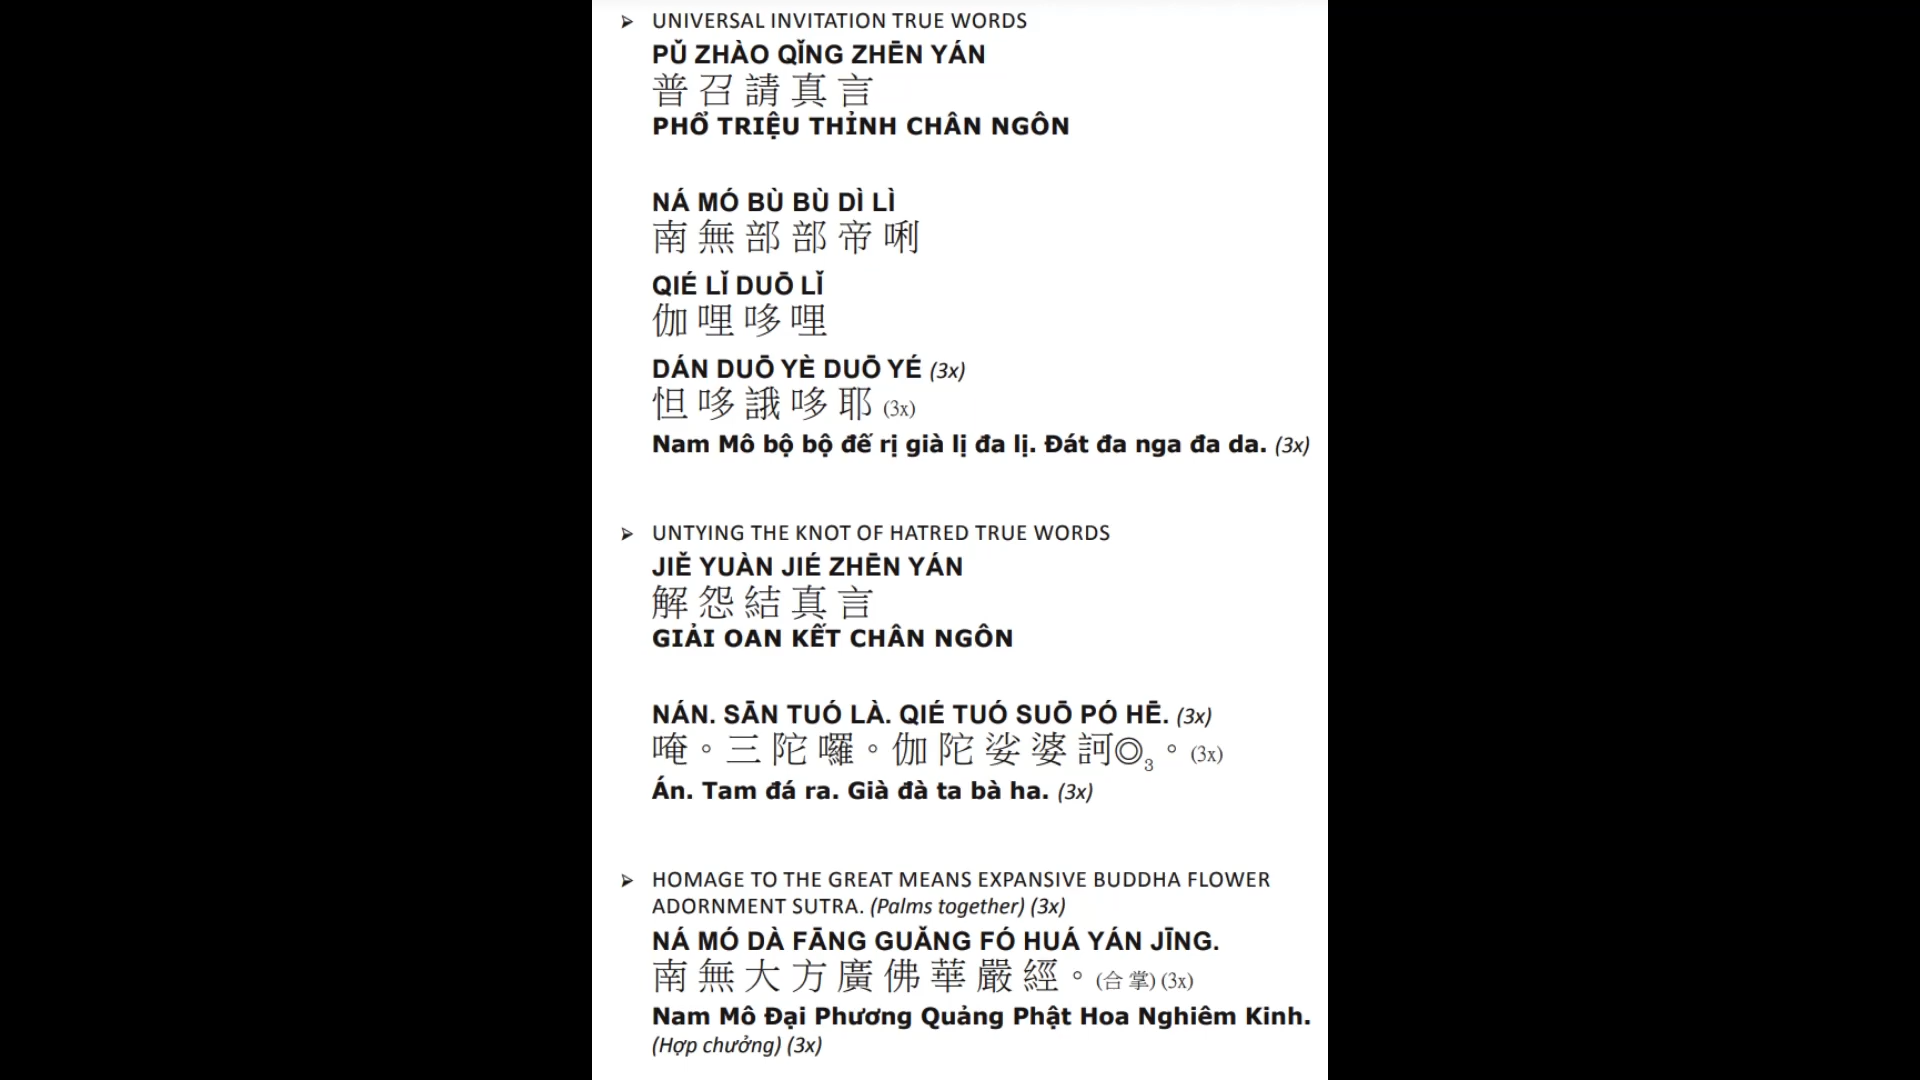 ➢ UNIVERSAL INVITATION TRUE WORDS
PǓ ZHÀO QǏNG ZHĒN YÁN
普召請真言
PHỔ TRIỆU THỈNH CHÂN NGÔN
NÁ MÓ BÙ BÙ DÌ LÌ
南無部部帝唎
QIÉ LǏ DUŌ LǏ
伽哩哆哩
DÁN DUŌ YÈ DUŌ YÉ (3x)
怛哆誐哆耶 (3x)
Nam Mô bộ bộ đế rị già lị đa lị. Đát đa nga đa da. (3x)
➢ UNTYING THE KNOT OF HATRED TRUE WORDS
JIĚ YUÀN JIÉ ZHĒN YÁN
解怨結真言
GIẢI OAN KẾT CHÂN NGÔN
NÁN. SĀN TUÓ LÀ. QIÉ TUÓ SUŌ PÓ HĒ. (3x)
唵。三陀囉。伽陀娑婆訶◎3。(3x)
Án. Tam đá ra. Già đà ta bà ha. (3x)
➢ HOMAGE TO THE GREAT MEANS EXPANSIVE BUDDHA FLOWER
ADORNMENT SUTRA. (Palms together) (3x)
NÁ MÓ DÀ FĀNG GUǍNG FÓ HUÁ YÁN JĪNG.
南無大方廣佛華嚴經。(合掌) (3x)
Nam Mô Đại Phương Quảng Phật Hoa Nghiêm Kinh.
(Hợp chưởng) (3x)